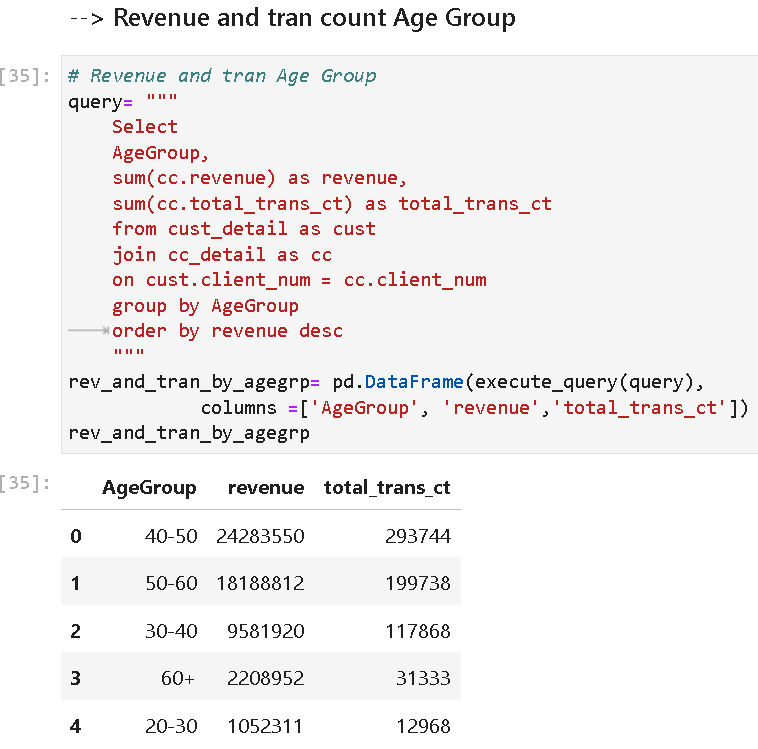 --> Revenue and tran count Age Group
[35]: # Revenue and tran Age Group
query= """
Select
AgeGroup,
sum(cc.revenue) as revenue,
sum(cc.total_trans_ct) as total_trans_ct
from cust_detail as cust
join cc_detail as cc
on cust.client_num = cc.client_num
group by AgeGroup
order by revenue desc
"""
rev_and_tran_by_agegrp= pd.DataFrame(execute_query(query),
columns =['AgeGroup', 'revenue','total_trans_ct'])
rev_and_tran_by_agegrp
[35]: AgeGroup revenue total_trans_ct
0 40-50 24283550 293744
1 50-60 18188812 199738
2 30-40 9581920 117868
3 60+ 2208952 31333
4 20-30 1052311 12968